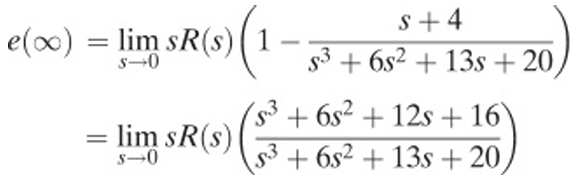 e(∞) = lim_{s→0} sR(s) (1 − (s + 4)/(s³ + 6s² + 13s + 20))
= lim_{s→0} sR(s) ((s³ + 6s² + 12s + 16)/(s³ + 6s² + 13s + 20))